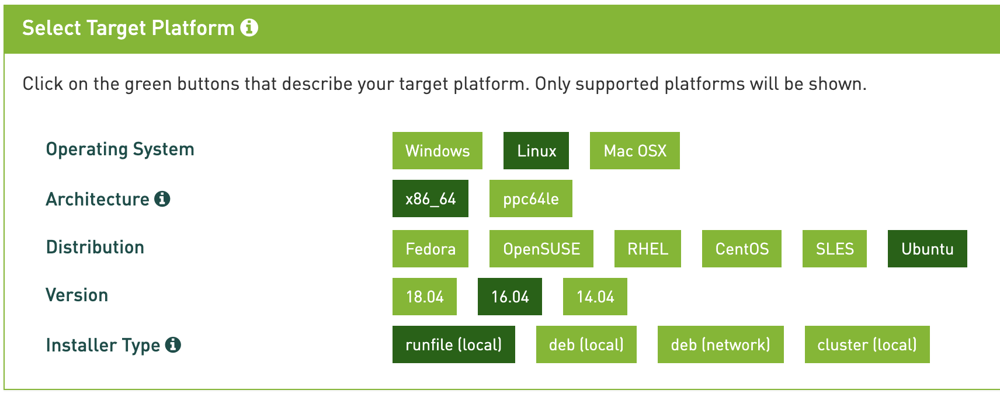 Select Target Platform
Click on the green buttons that describe your target platform. Only supported platforms will be shown.
Operating System Windows Linux Mac OSX
Architecture x86_64 ppc64le
Distribution Fedora OpenSUSE RHEL CentOS SLES Ubuntu
Version 18.04 16.04 14.04
Installer Type runfile (local) deb (local) deb (network) cluster (local)